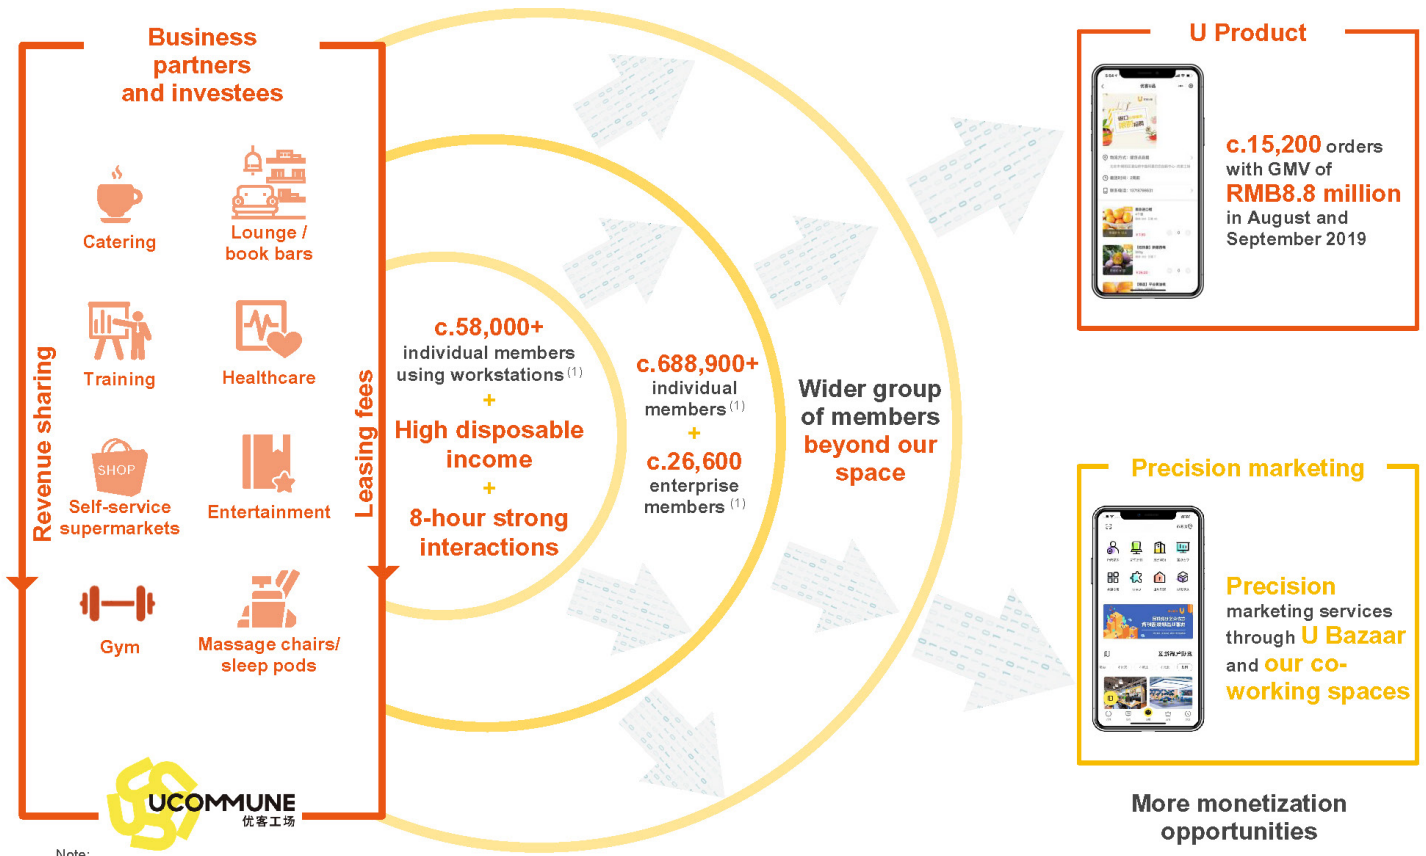 Business
partners
and investees
Catering
Lounge /
book bars
Training
Healthcare
SHOP
Self-service
supermarkets
Entertainment
Gym
Massage chairs/
sleep pods
Revenue sharing
Leasing fees
UCOMMUNE
优客工场
Note:
c.58,000+
individual members
using workstations (1)
+
High disposable
income
+
8-hour strong
interactions
c.688,900+
individual
members (1)
+
c.26,600
enterprise
members (1)
Wider group
of members
beyond our
space
U Product
c.15,200 orders
with GMV of
RMB8.8 million
in August and
September 2019
Precision marketing
Precision
marketing services
through U Bazaar
and our co-
working spaces
More monetization
opportunities